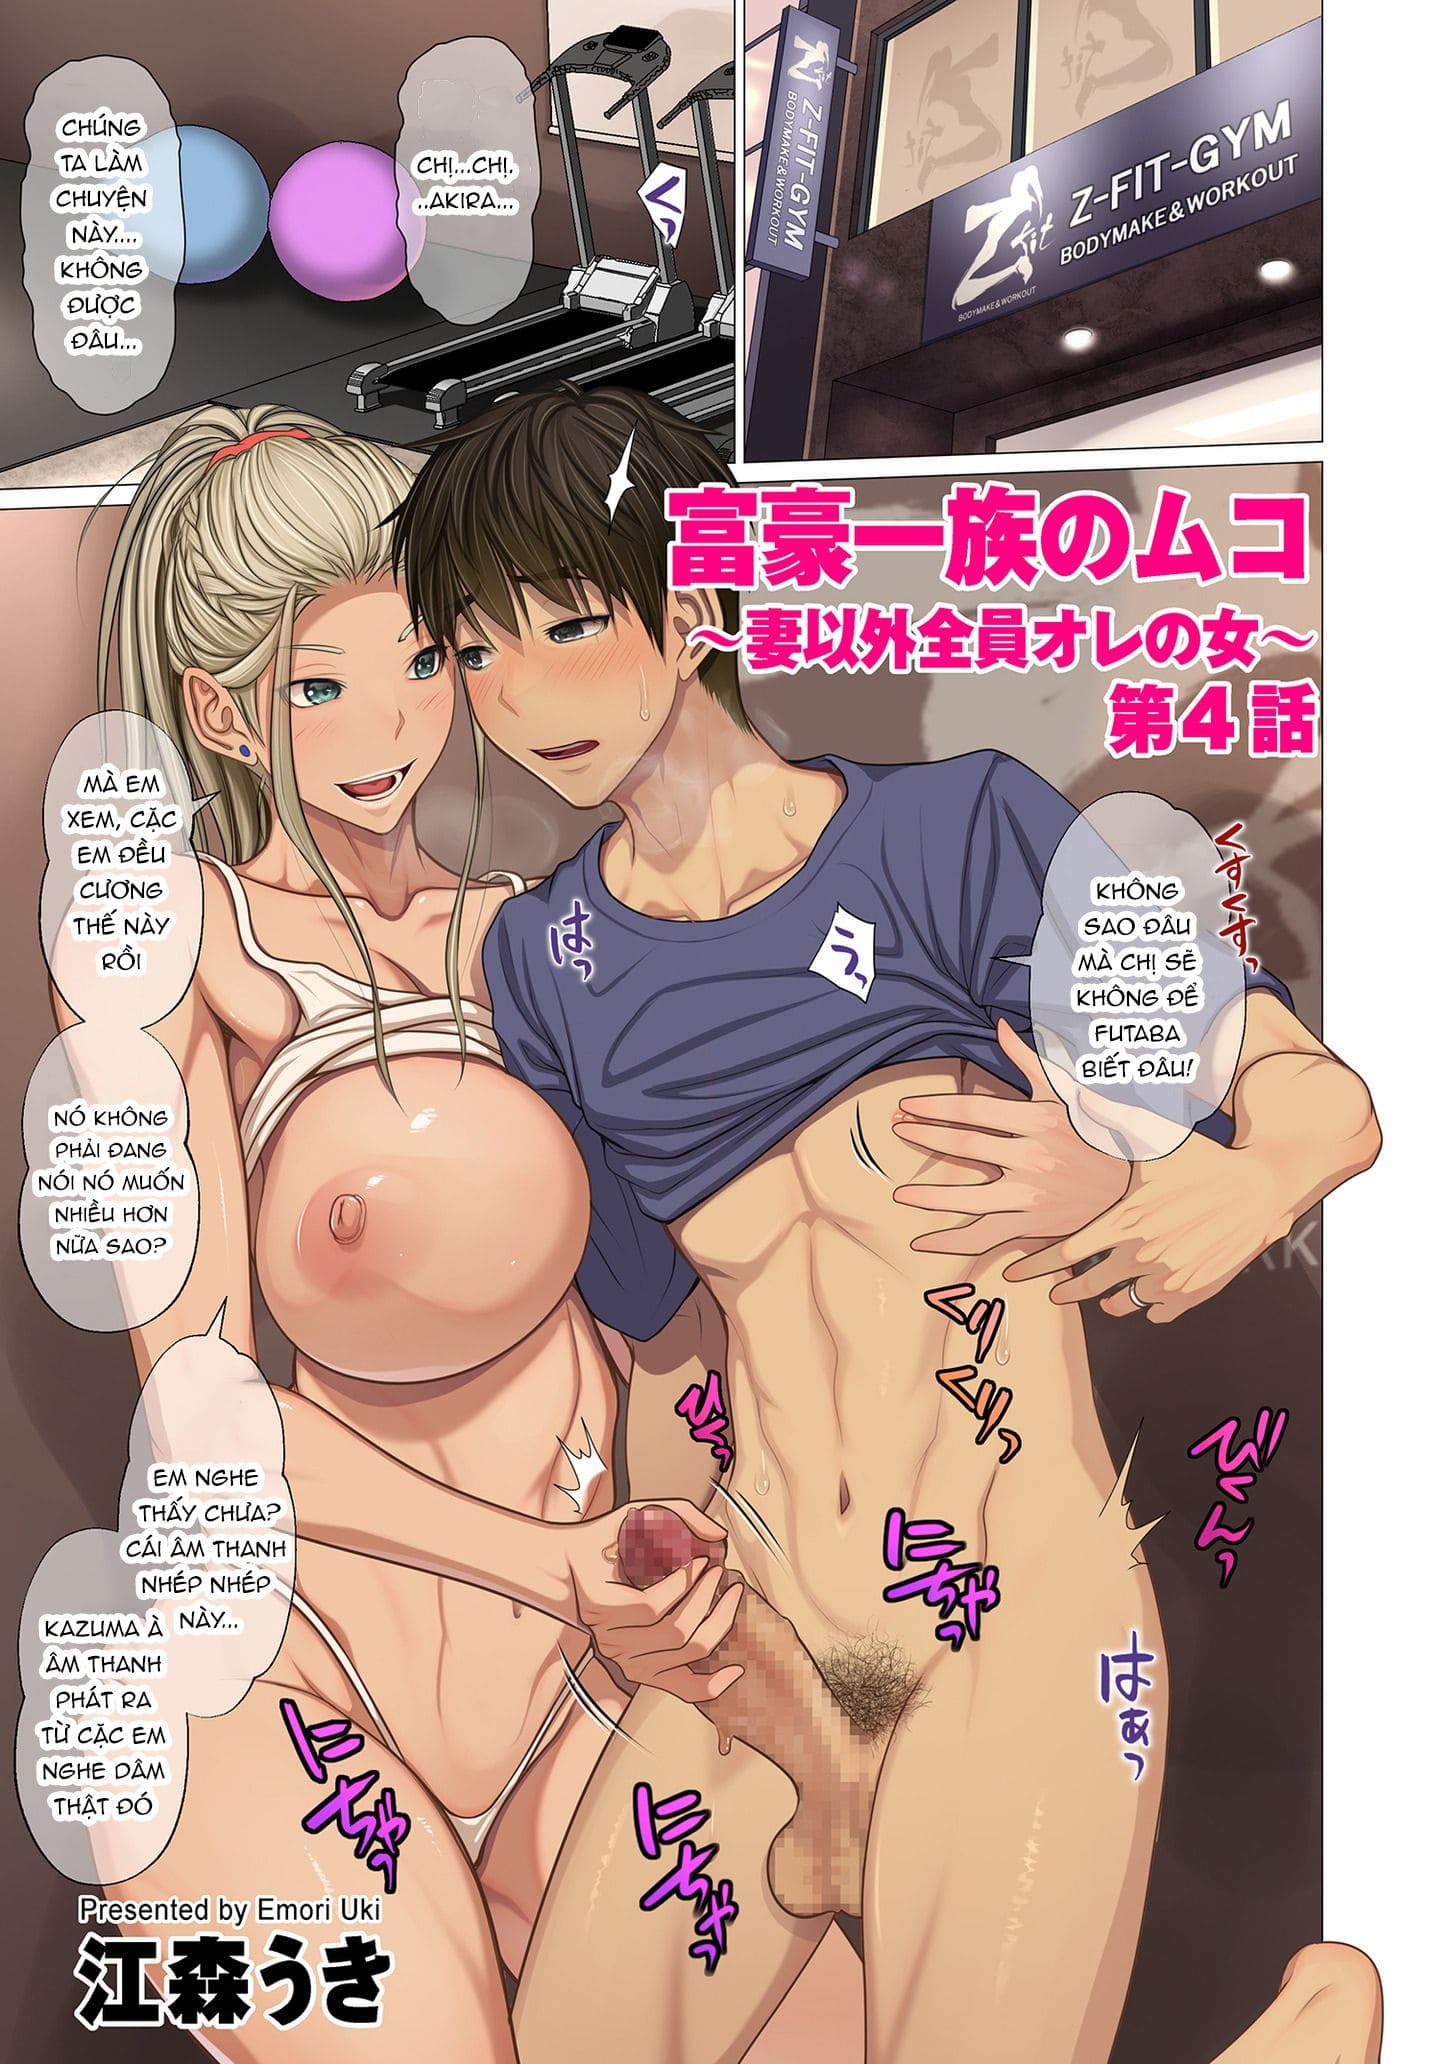 Z-FIT-GYM
BODYMAKE&WORKOUT
Z-FIT-GYM
BODYMAKE&WORKOUT
BODYMAKE&WORKOUT
CHỊ...CHỊ.
..AKIRA...
くっ
CHÚNG
TA LÀM
CHUYỆN
NÀY....
KHÔNG
ĐƯỢC
ĐÂU...
富豪一族のムコ
～妻以外全員オレの女～
第4話
くすくすっ
KHÔNG
SAO ĐÂU
MÀ CHỊ SẼ
KHÔNG ĐỂ
FUTABA
BIẾT ĐÂU!
うっ
はっ
MÀ EM
XEM, CẶC
EM ĐỀU
CƯƠNG
THẾ NÀY
RỒI
NÓ KHÔNG
PHẢI ĐANG
NÓI NÓ MUỐN
NHIỀU HƠN
NỮA SAO?
くりくりっ
びくんっ
にちゃっ
はぁっ
EM NGHE
THẤY CHƯA?
CÁI ÂM THANH
NHÉP NHÉP
NÀY...
KAZUMA À
ÂM THANH
PHÁT RA
TỪ CẶC EM
NGHE DÂM
THẬT ĐÓ
にちゃっ
にちゃっ
Presented by Emori Uki
江森うき